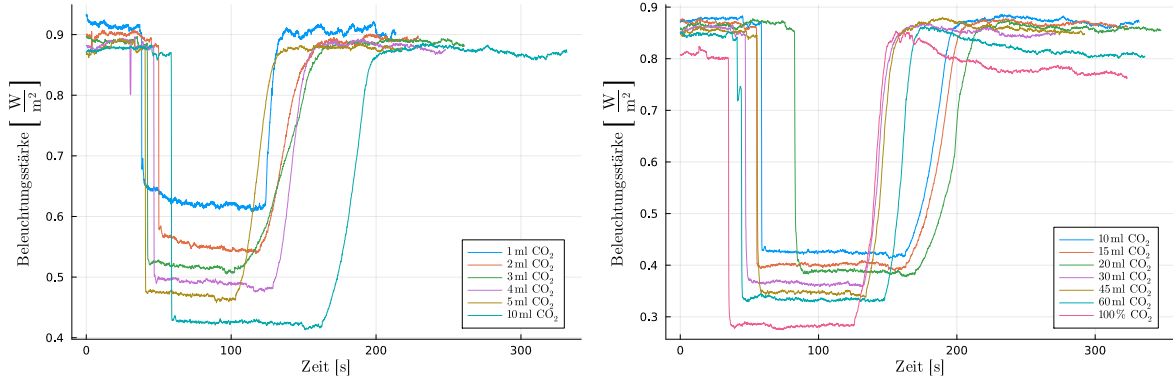 Beleuchtungsstärke [W/m²]
0.9
0.8
0.7
0.6
0.5
0.4
0 100 200 300
Zeit [s]
1 ml CO₂
2 ml CO₂
3 ml CO₂
4 ml CO₂
5 ml CO₂
10 ml CO₂
Beleuchtungsstärke [W/m²]
0.9
0.8
0.7
0.6
0.5
0.4
0.3
0 100 200 300
Zeit [s]
10 ml CO₂
15 ml CO₂
20 ml CO₂
30 ml CO₂
45 ml CO₂
60 ml CO₂
100 % CO₂